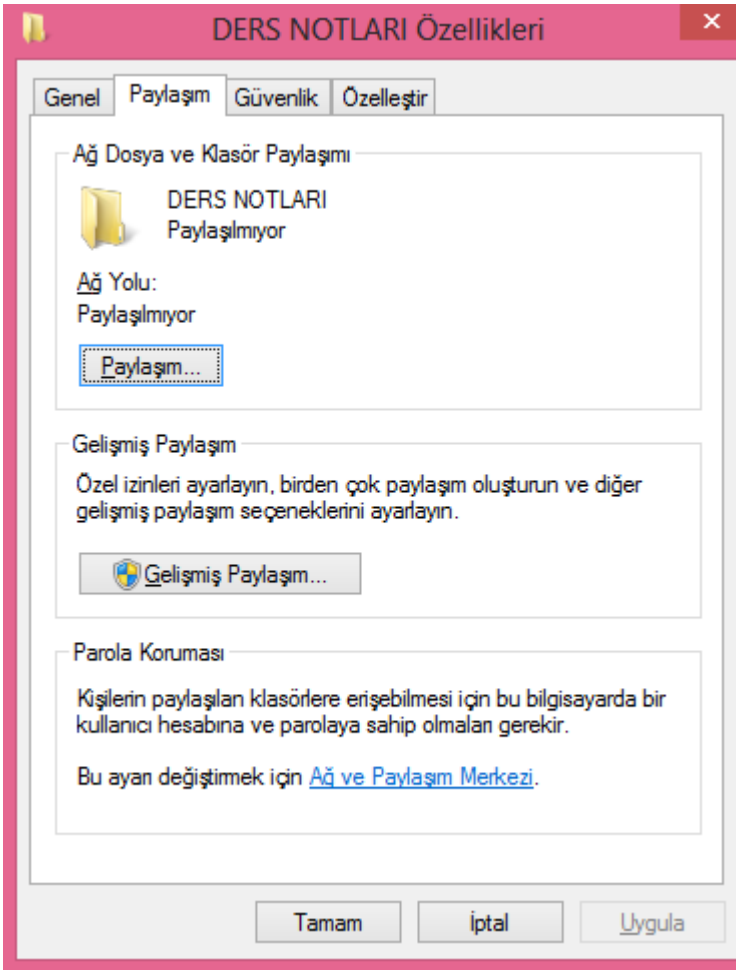 DERS NOTLARI Özellikleri
Genel
Paylaşım
Güvenlik
Özelleştir
Ağ Dosya ve Klasör Paylaşımı
DERS NOTLARI
Paylaşılmıyor
Ağ Yolu:
Paylaşılmıyor
Paylaşım...
Gelişmiş Paylaşım
Özel izinleri ayarlayın, birden çok paylaşım oluşturun ve diğer
gelişmiş paylaşım seçeneklerini ayarlayın.
Gelişmiş Paylaşım...
Parola Koruması
Kişilerin paylaşılan klasörlere erişebilmesi için bu bilgisayarda bir
kullanıcı hesabına ve parolaya sahip olmaları gerekir.
Bu ayarı değiştirmek için Ağ ve Paylaşım Merkezi.
Tamam
İptal
Uygula